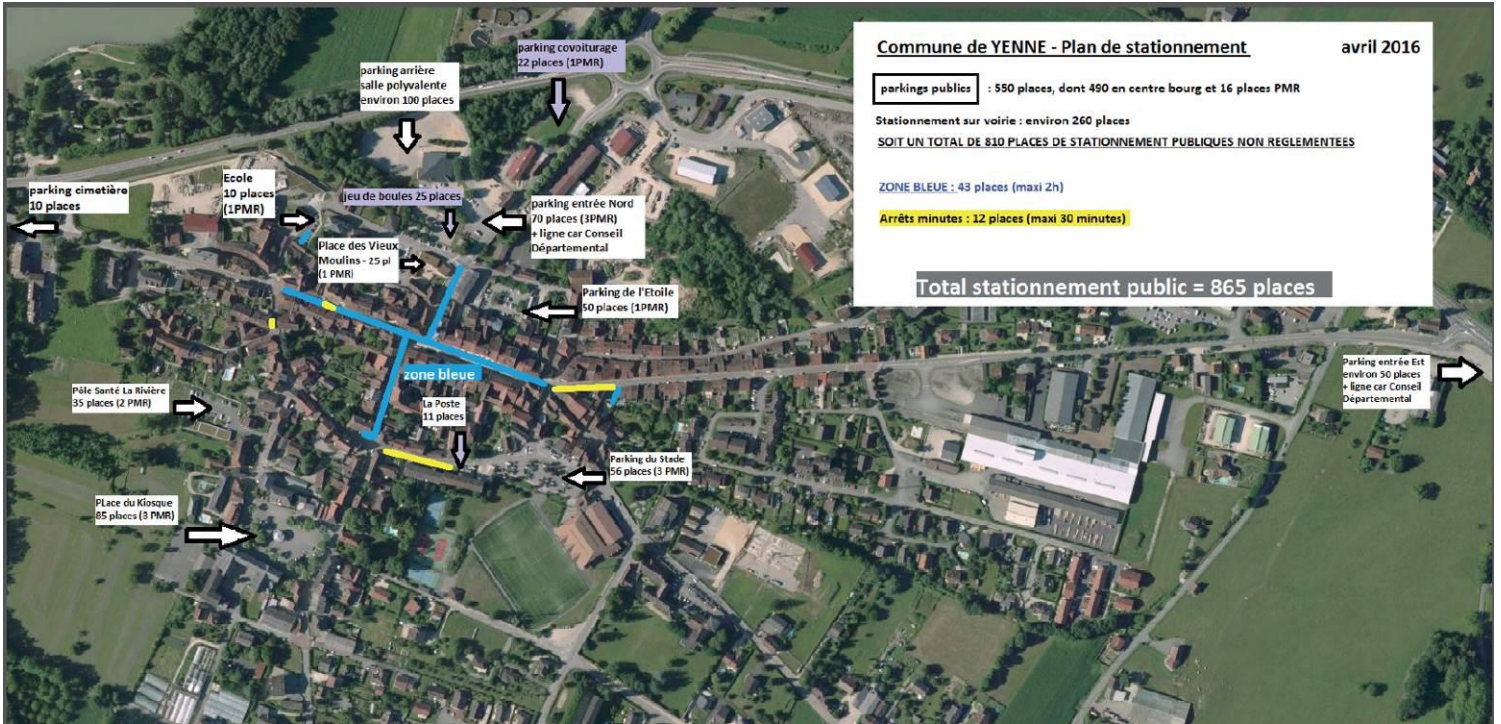 Commune de YENNE - Plan de stationnement avril 2016
parkings publics : 550 places, dont 490 en centre bourg et 16 places PMR
Stationnement sur voirie : environ 260 places
SOIT UN TOTAL DE 810 PLACES DE STATIONNEMENT PUBLIQUES NON REGLEMENTEES
ZONE BLEUE : 43 places (maxi 2h)
Arrêts minutes : 12 places (maxi 30 minutes)
Total stationnement public = 865 places
parking covoiturage
22 places (1PMR)
parking arrière
salle polyvalente
environ 100 places
Ecole
10 places
(1PMR)
parking cimetière
10 places
jeu de boules 25 places
parking entrée Nord
70 places (3PMR)
+ ligne car Conseil
Départemental
Place des Vieux
Moulins - 25 pl
(1 PMR)
Parking de l'Etoile
50 places (1PMR)
zone bleue
Parking entrée Est
environ 50 places
+ ligne car Conseil
Départemental
Pôle Santé La Rivière
35 places (2 PMR)
La Poste
11 places
Parking du Stade
56 places (3 PMR)
PLace du Kiosque
85 places (3 PMR)